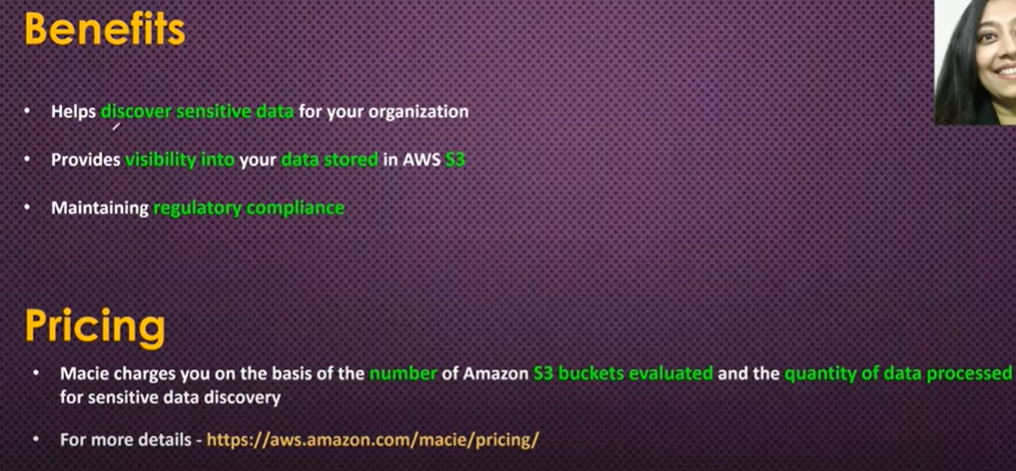 Benefits
• Helps discover sensitive data for your organization
• Provides visibility into your data stored in AWS S3
• Maintaining regulatory compliance
Pricing
• Macie charges you on the basis of the number of Amazon S3 buckets evaluated and the quantity of data processed
for sensitive data discovery
• For more details - https://aws.amazon.com/macie/pricing/